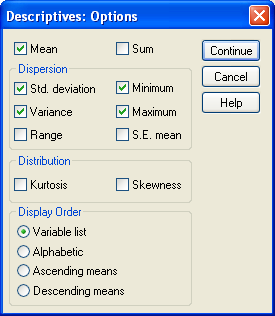 Descriptives: Options
Mean
Sum
Continue
Dispersion
Cancel
Std. deviation
Minimum
Variance
Maximum
Help
Range
S.E. mean
Distribution
Kurtosis
Skewness
Display Order
Variable list
Alphabetic
Ascending means
Descending means